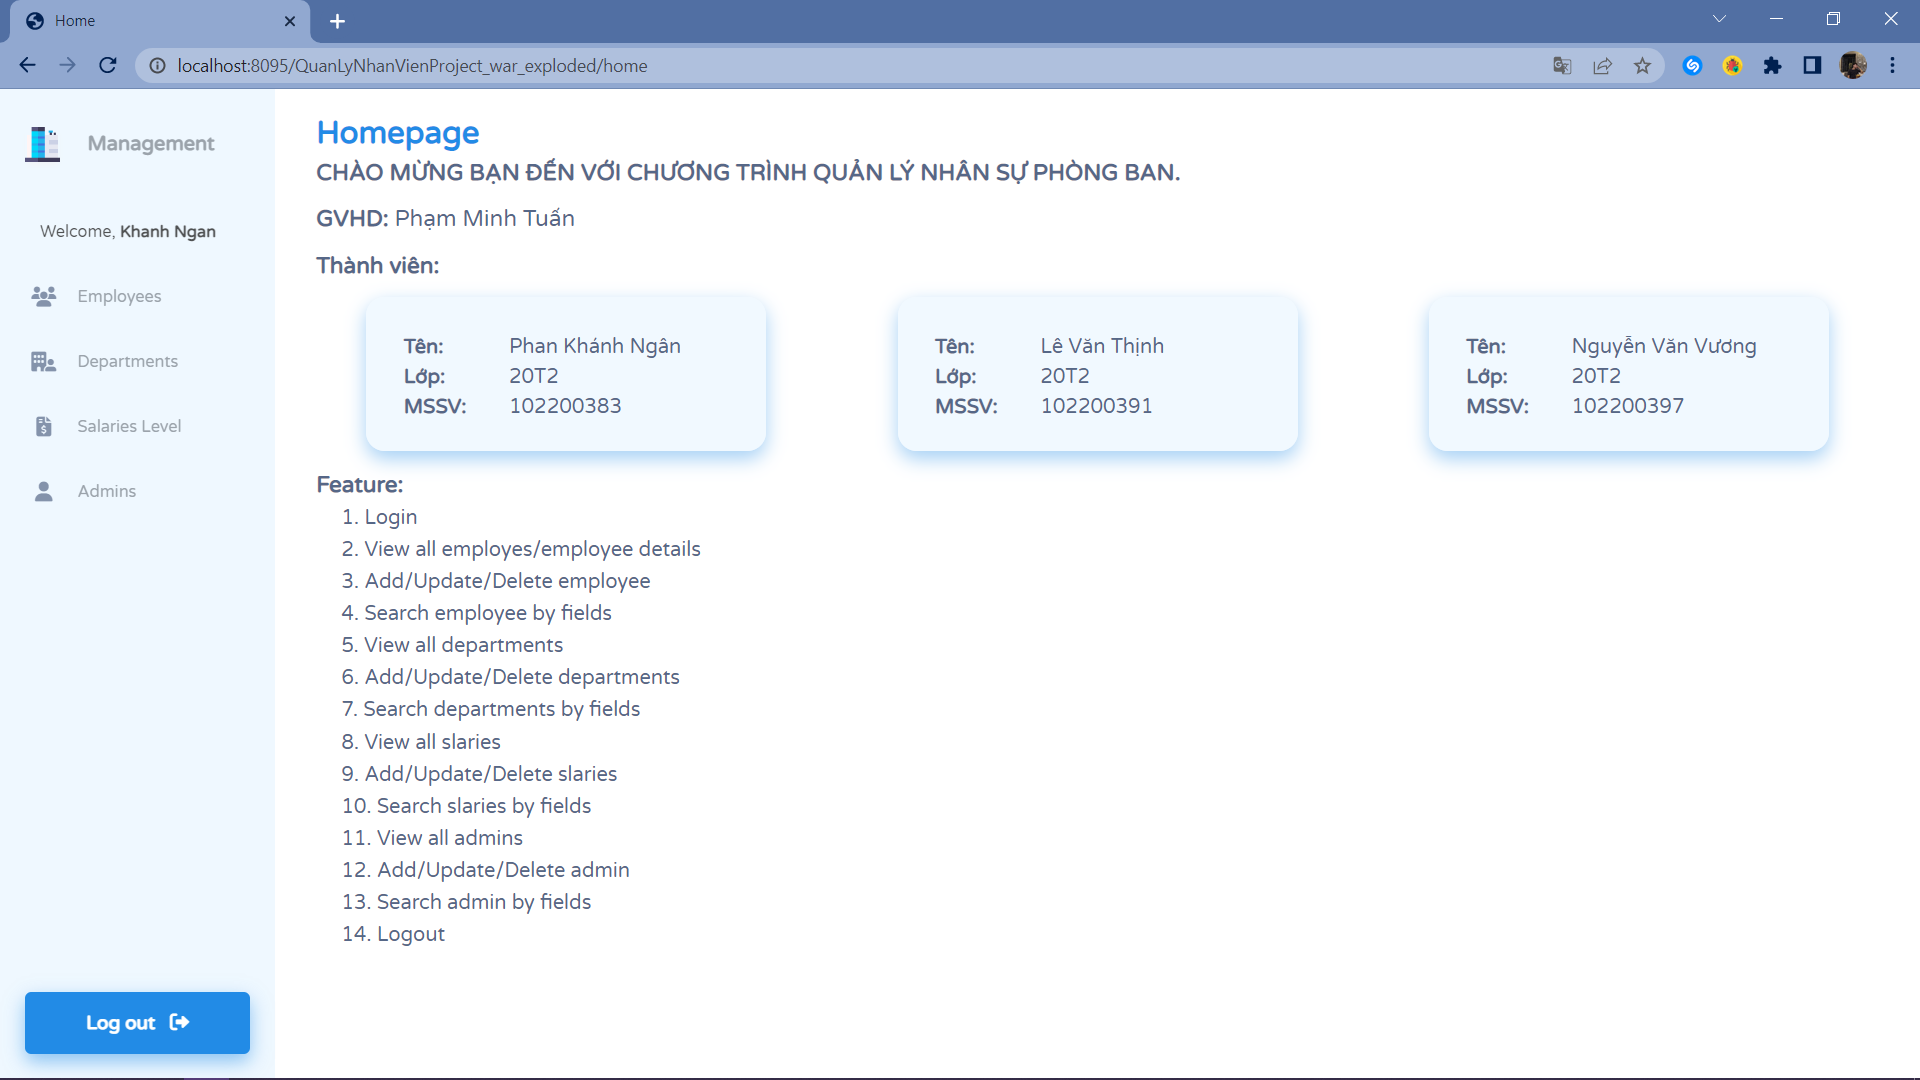 Home
localhost:8095/QuanLyNhanVienProject_war_exploded/home
Management
Welcome, Khanh Ngan
Employees
Departments
Salaries Level
Admins
Log out
Homepage
CHÀO MỪNG BẠN ĐẾN VỚI CHƯƠNG TRÌNH QUẢN LÝ NHÂN SỰ PHÒNG BAN.
GVHD: Phạm Minh Tuấn
Thành viên:
Tên: Phan Khánh Ngân
Lớp: 20T2
MSSV: 102200383
Tên: Lê Văn Thịnh
Lớp: 20T2
MSSV: 102200391
Tên: Nguyễn Văn Vương
Lớp: 20T2
MSSV: 102200397
Feature:
1. Login
2. View all employes/employee details
3. Add/Update/Delete employee
4. Search employee by fields
5. View all departments
6. Add/Update/Delete departments
7. Search departments by fields
8. View all slaries
9. Add/Update/Delete slaries
10. Search slaries by fields
11. View all admins
12. Add/Update/Delete admin
13. Search admin by fields
14. Logout